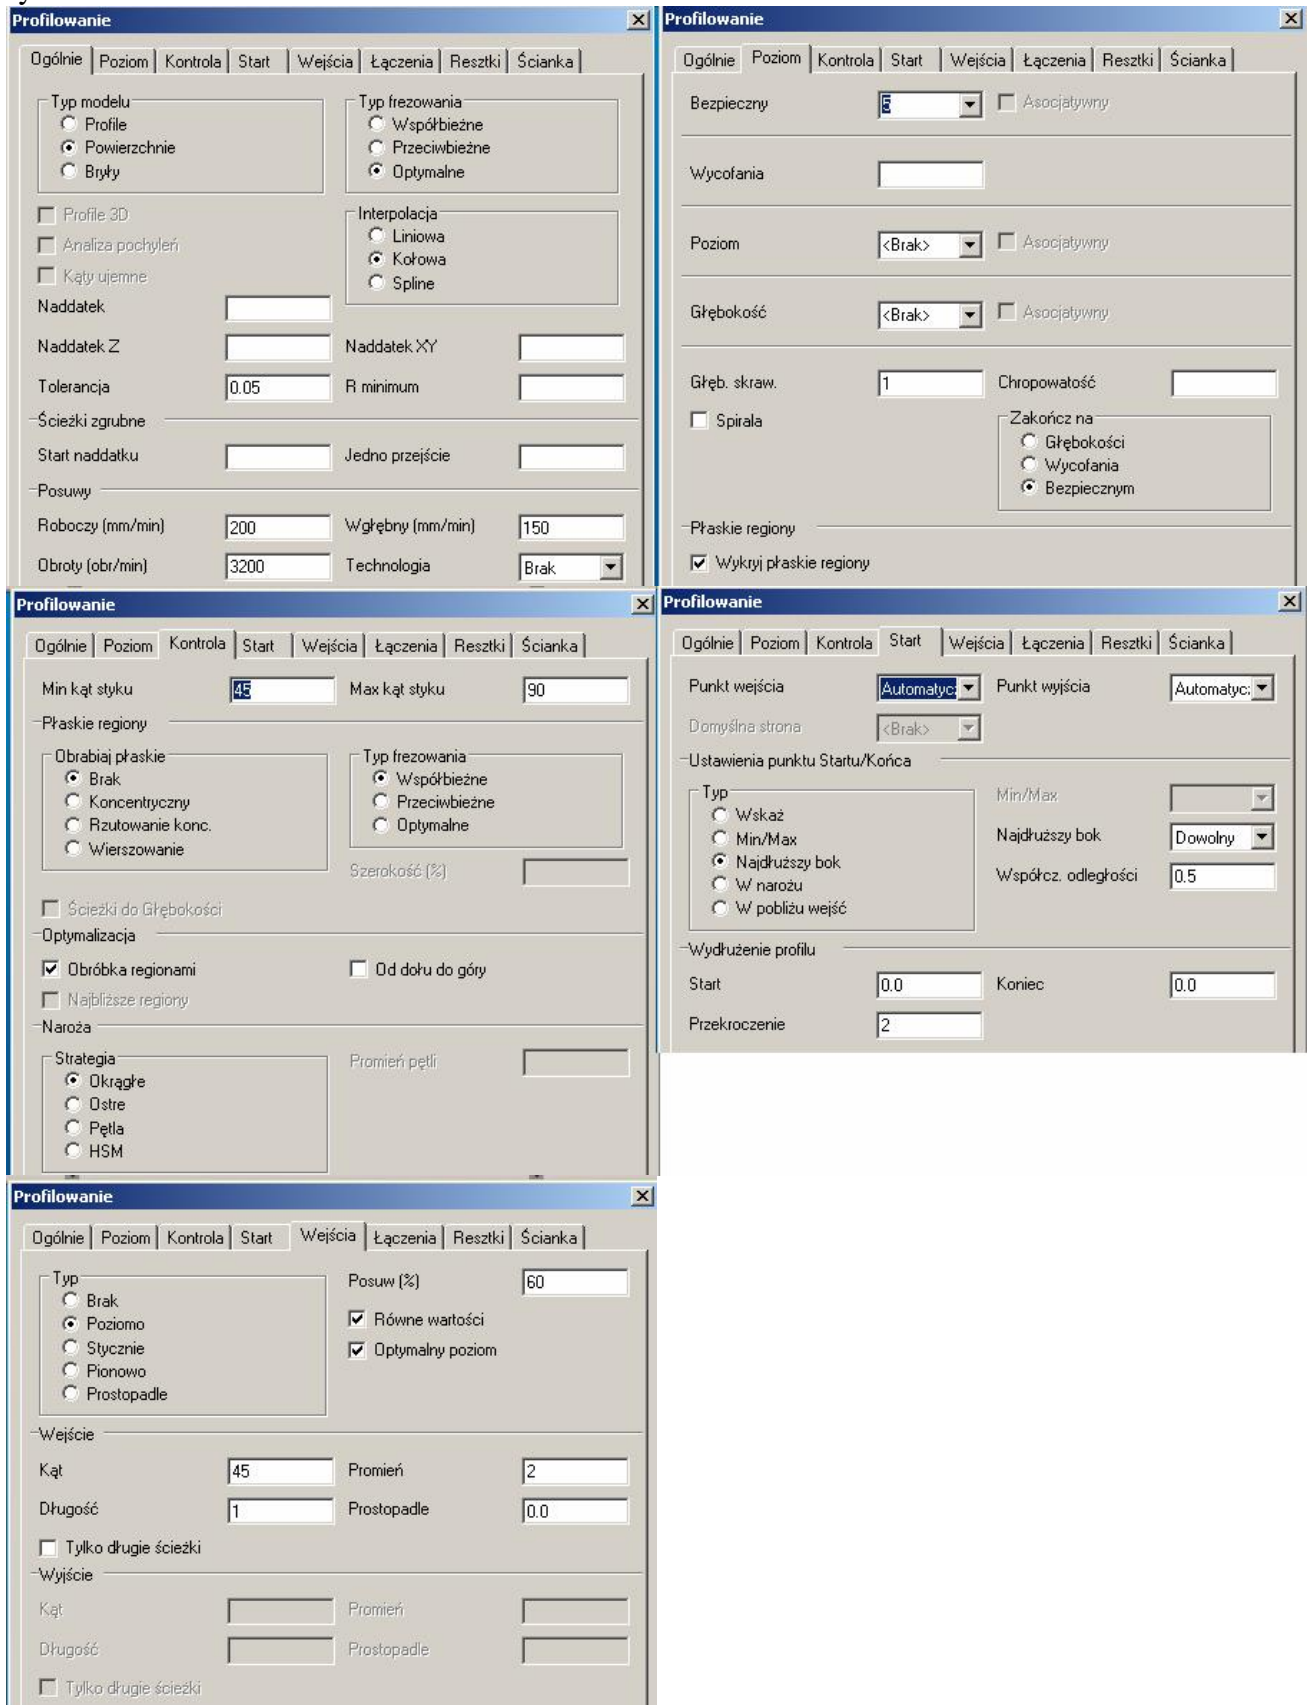 Profilowanie
Ogólnie Poziom Kontrola Start Wejścia Łączenia Resztki Ścianka
Typ modelu Typ frezowania
Profile Współbieżne
Powierzchnie Przeciwbieżne
Bryły Optymalne
Profile 3D Interpolacja
Analiza pochyleń Liniowa
Kąty ujemne Kołowa
Spline
Naddatek
Naddatek Z Naddatek XY
Tolerancja 0.05 R minimum
Ścieżki zgrubne
Start naddatku Jedno przejście
Posuwy
Roboczy (mm/min) 200 Wgłębny (mm/min) 150
Obroty (obr/min) 3200 Technologia Brak
Profilowanie
Ogólnie Poziom Kontrola Start Wejścia Łączenia Resztki Ścianka
Bezpieczny 5 Asocjatywny
Wycofania
Poziom <Brak> Asocjatywny
Głębokość <Brak> Asocjatywny
Głęb. skraw. 1 Chropowatość
Spirala Zakończ na
Głębokości
Wycofania
Bezpiecznym
Płaskie regiony
Wykryj płaskie regiony
Profilowanie
Ogólnie Poziom Kontrola Start Wejścia Łączenia Resztki Ścianka
Min kąt styku 45 Max kąt styku 90
Płaskie regiony
Obrabiaj płaskie Typ frezowania
Brak Współbieżne
Koncentryczny Przeciwbieżne
Rzutowanie konc. Optymalne
Wierszowanie
Szerokość (%)
Ścieżki do Głębokości
Optymalizacja
Obróbka regionami Od dołu do góry
Najbliższe regiony
Naroża
Strategia Promień pętli
Okrągłe
Ostre
Pętla
HSM
Profilowanie
Ogólnie Poziom Kontrola Start Wejścia Łączenia Resztki Ścianka
Punkt wejścia Automatyc: Punkt wyjścia Automatyc:
Domyślna strona <Brak>
Ustawienia punktu Startu/Końca
Typ Min/Max
Wskaż
Min/Max Najdłuższy bok Dowolny
Najdłuższy bok
W narożu Współcz. odległości 0.5
W pobliżu wejść
Wydłużenie profilu
Start 0.0 Koniec 0.0
Przekroczenie 2
Profilowanie
Ogólnie Poziom Kontrola Start Wejścia Łączenia Resztki Ścianka
Typ Posuw (%) 60
Brak
Poziomo Równe wartości
Stycznie Optymalny poziom
Pionowo
Prostopadle
Wejście
Kąt 45 Promień 2
Długość 1 Prostopadle 0.0
Tylko długie ścieżki
Wyjście
Kąt Promień
Długość Prostopadle
Tylko długie ścieżki